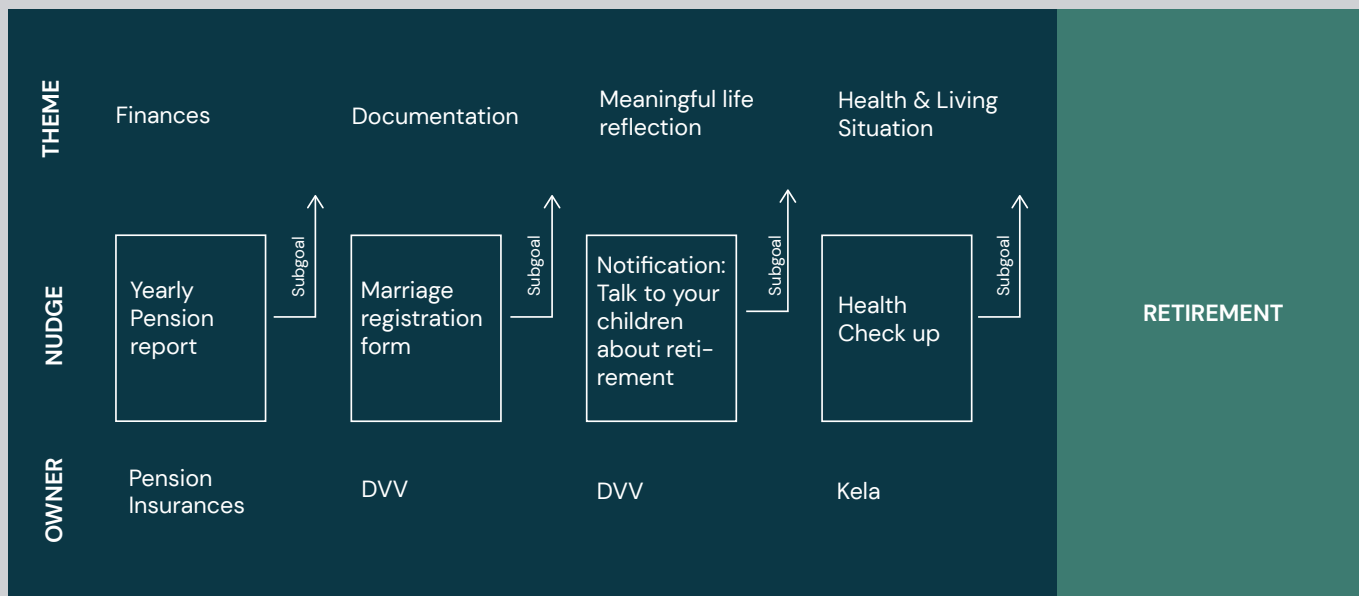 THEME
Finances
Documentation
Meaningful life
reflection
Health & Living
Situation
NUDGE
Yearly
Pension
report
Subgoal
Marriage
registration
form
Subgoal
Notification:
Talk to your
children
about reti-
rement
Subgoal
Health
Check up
Subgoal
RETIREMENT
OWNER
Pension
Insurances
DVV
DVV
Kela